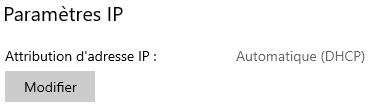 Paramètres IP
Attribution d'adresse IP : Automatique (DHCP)
Modifier